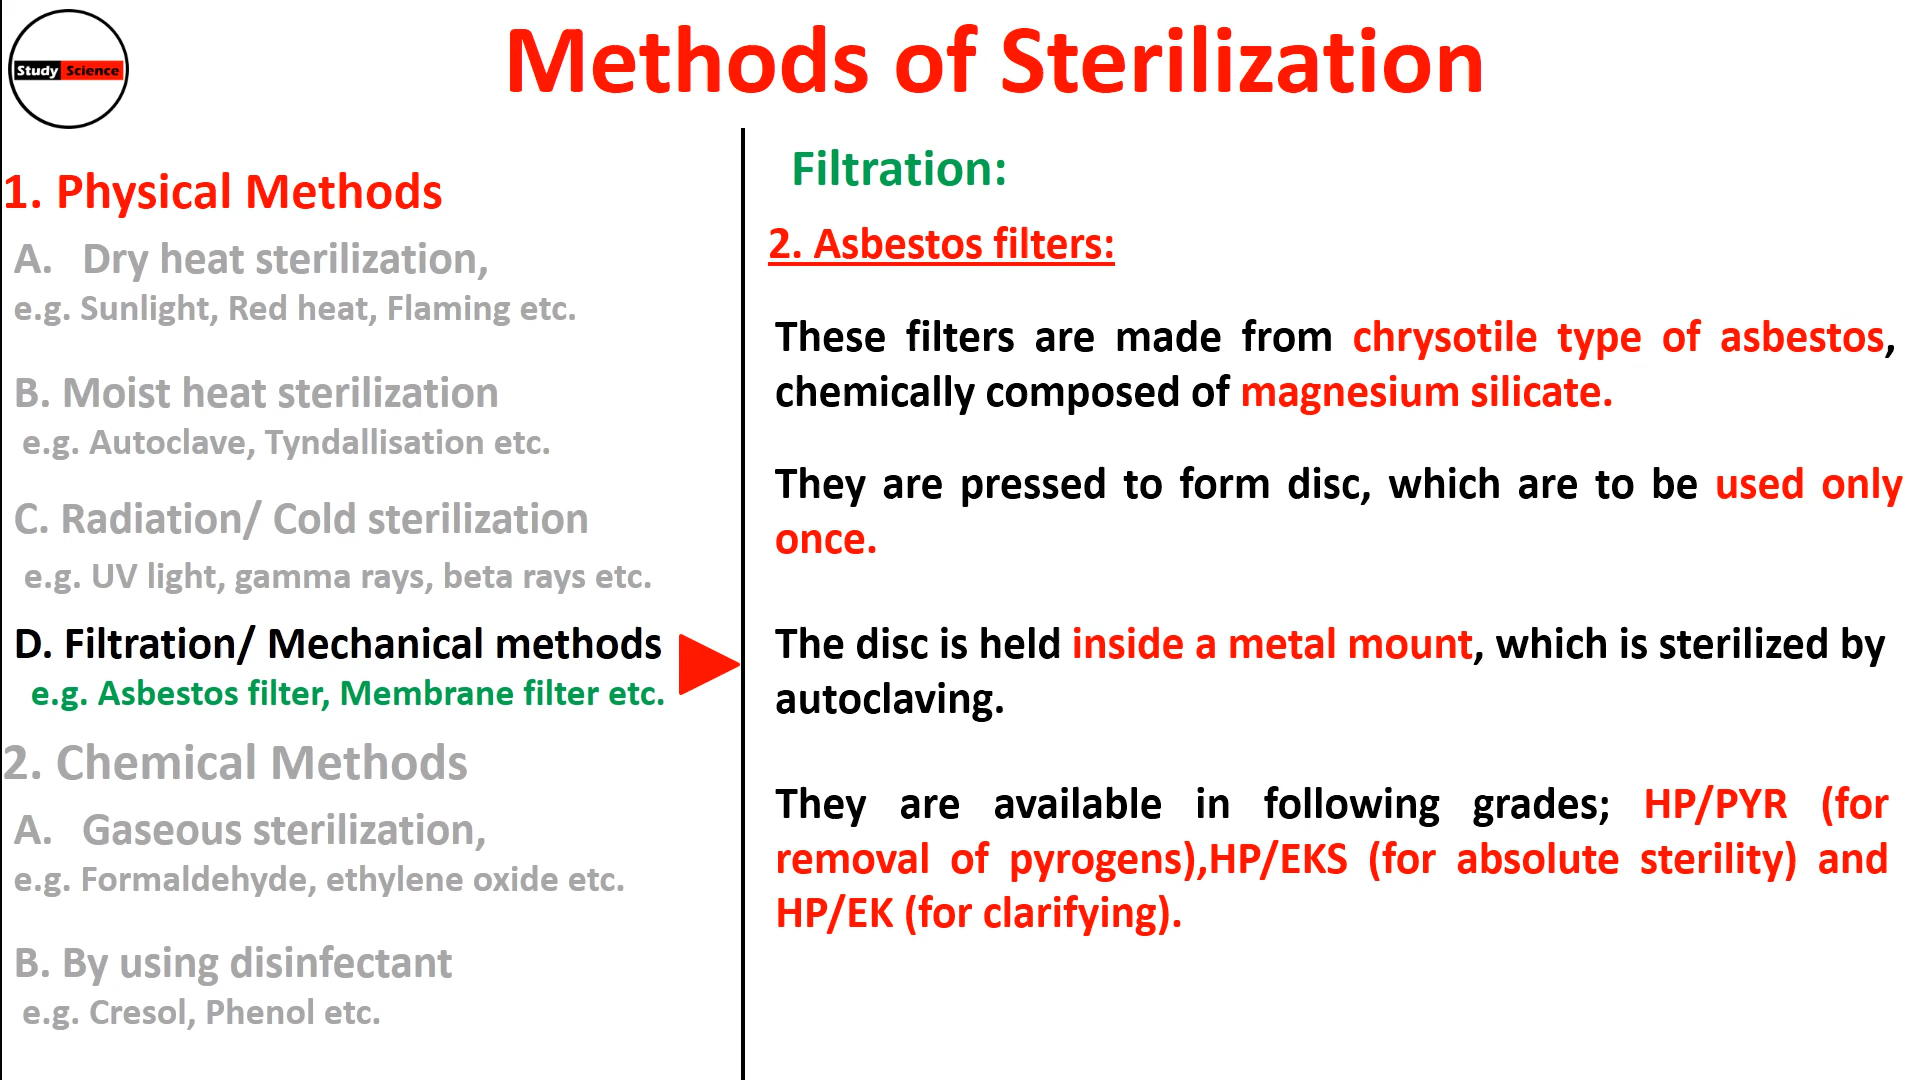 Study Science
Methods of Sterilization
1. Physical Methods
A. Dry heat sterilization,
e.g. Sunlight, Red heat, Flaming etc.
B. Moist heat sterilization
e.g. Autoclave, Tyndallisation etc.
C. Radiation/ Cold sterilization
e.g. UV light, gamma rays, beta rays etc.
D. Filtration/ Mechanical methods
e.g. Asbestos filter, Membrane filter etc.
2. Chemical Methods
A. Gaseous sterilization,
e.g. Formaldehyde, ethylene oxide etc.
B. By using disinfectant
e.g. Cresol, Phenol etc.
Filtration:
2. Asbestos filters:
These filters are made from chrysotile type of asbestos,
chemically composed of magnesium silicate.
They are pressed to form disc, which are to be used only
once.
The disc is held inside a metal mount, which is sterilized by
autoclaving.
They are available in following grades; HP/PYR (for
removal of pyrogens),HP/EKS (for absolute sterility) and
HP/EK (for clarifying).